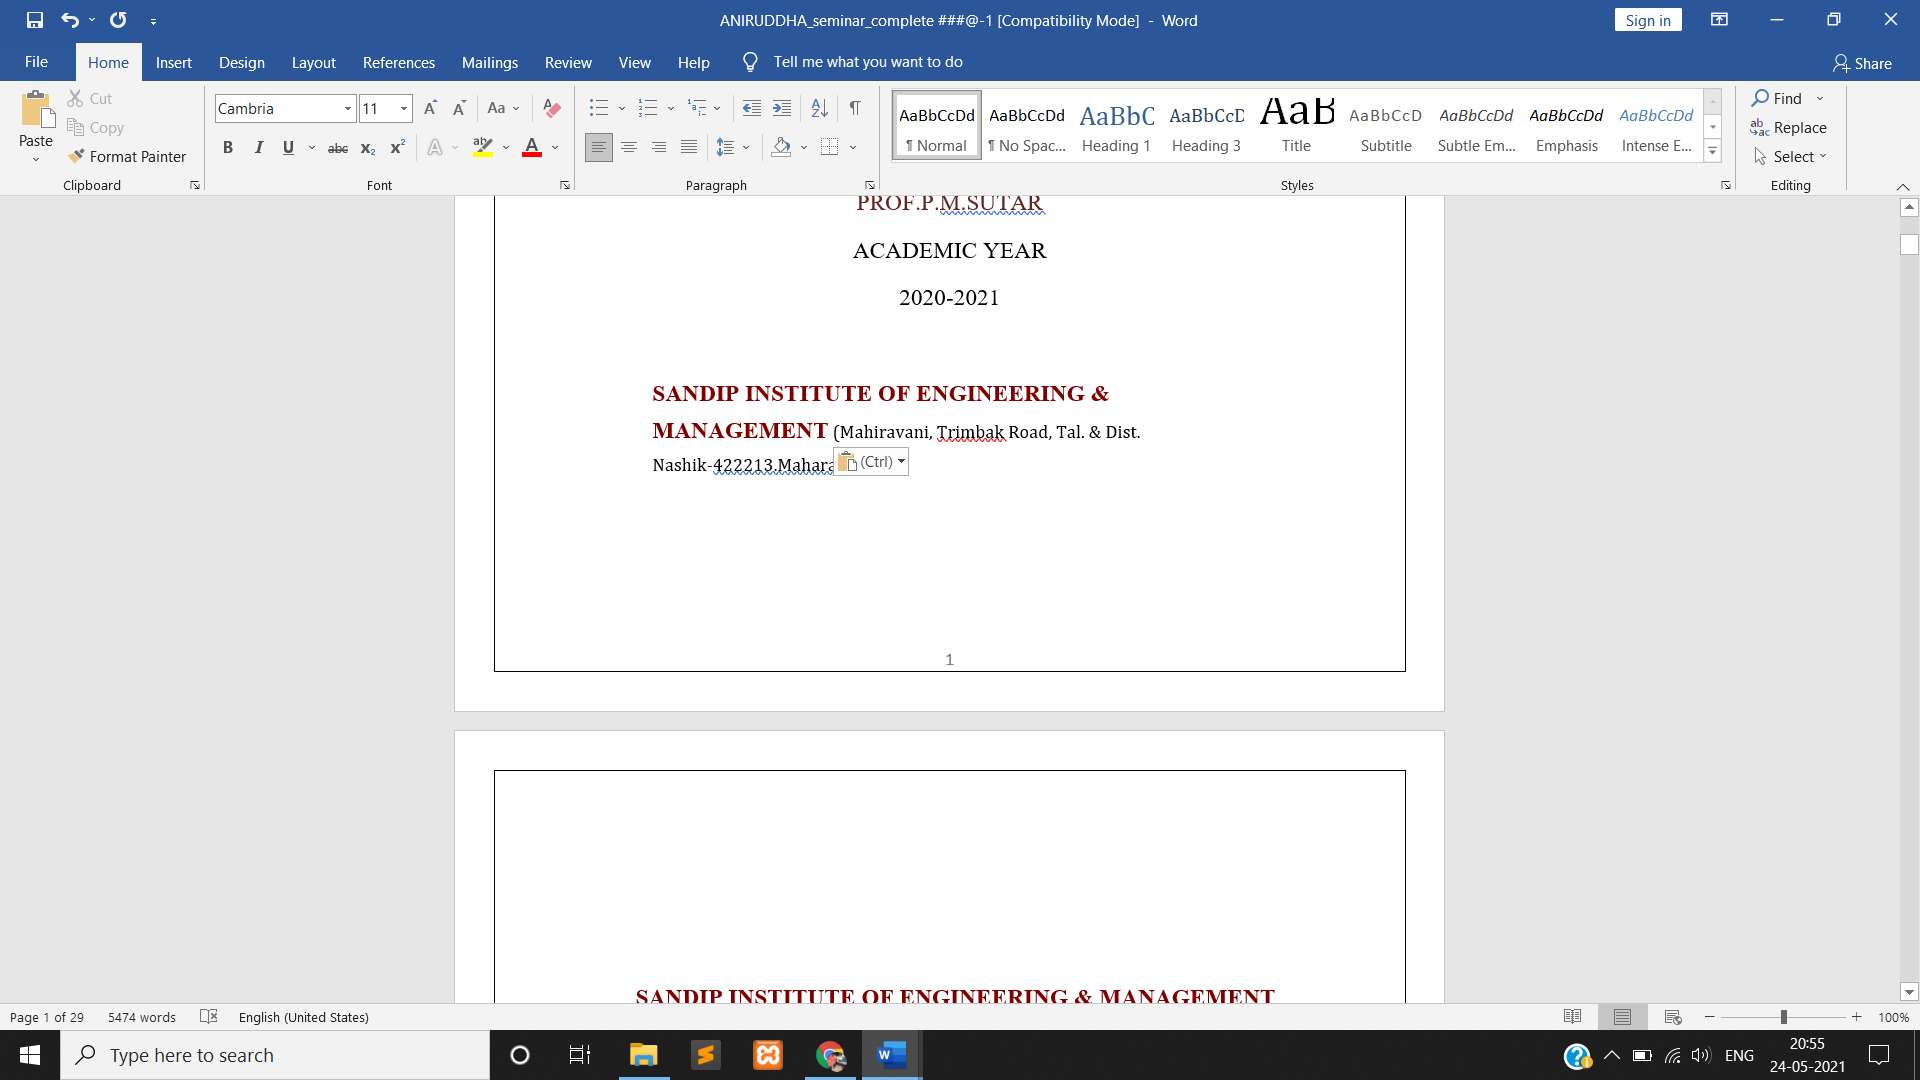 ANIRUDDHA_seminar_complete ###@-1 [Compatibility Mode] - Word
Sign in
File Home Insert Design Layout References Mailings Review View Help Tell me what you want to do Share
Paste
Cut
Copy
Format Painter
Clipboard
Cambria 11
Font
Paragraph
AaBbCcDd ¶ Normal
AaBbCcDd ¶ No Spac...
AaBbC Heading 1
AaBbCcD Heading 3
AaB Title
AaBbCcD Subtitle
AaBbCcDd Subtle Em...
AaBbCcDd Emphasis
AaBbCcDd Intense E...
Styles
Find
Replace
Select
Editing
PROF.P.M.SUTAR
ACADEMIC YEAR
2020-2021
SANDIP INSTITUTE OF ENGINEERING &
MANAGEMENT (Mahiravani, Trimbak Road, Tal. & Dist.
Nashik-422213.Mahara
(Ctrl)
1
SANDIP INSTITUTE OF ENGINEERING & MANAGEMENT
Page 1 of 29 5474 words English (United States) 100%
Type here to search
ENG
20:55
24-05-2021